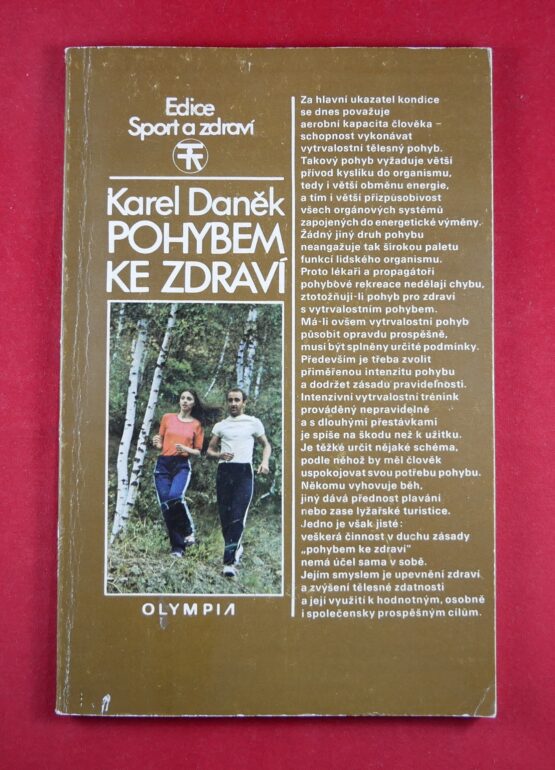 Edice
Sport a zdraví
Karel Daněk
POHYBEM
KE ZDRAVÍ
OLYMPIA
Za hlavní ukazatel kondice
se dnes považuje
aerobní kapacita člověka –
schopnost vykonávat
vytrvalostní tělesný pohyb.
Takový pohyb vyžaduje větší
přívod kyslíku do organismu,
tedy i větší obměnu energie,
a tím i větší přizpůsobivost
všech orgánových systémů
zapojených do energetické výměny.
Žádný jiný druh pohybu
neangažuje tak širokou paletu
funkcí lidského organismu.
Proto lékaři a propagátoři
pohybové rekreace nedělají chybu,
ztotožňují-li pohyb pro zdraví
s vytrvalostním pohybem.
Má-li ovšem vytrvalostní pohyb
působit opravdu prospěšně,
musí být splněny určité podmínky.
Především je třeba zvolit
přiměřenou intenzitu pohybu
a dodržet zásadu pravidelnosti.
Intenzívní vytrvalostní trénink
prováděný nepravidelně
a s dlouhými přestávkami
je spíše na škodu než k užitku.
Je těžké určit nějaké schéma,
podle něhož by měl člověk
uspokojovat svou potřebu pohybu.
Někomu vyhovuje běh,
jiný dává přednost plavání
nebo zase lyžařské turistice.
Jedno je však jisté:
veškerá činnost v duchu zásady
„pohybem ke zdraví"
nemá účel sama v sobě.
Jejím smyslem je upevnění zdraví
a zvýšení tělesné zdatnosti
a její využití k hodnotným, osobně
i společensky prospěšným cílům.